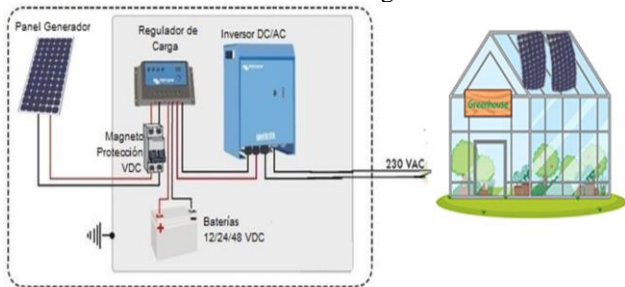 Panel Generador
Regulador de
Carga
Inversor DC/AC
Magneto
Protección
VDC
Baterías
12/24/48 VDC
230 VAC
Greenhouse